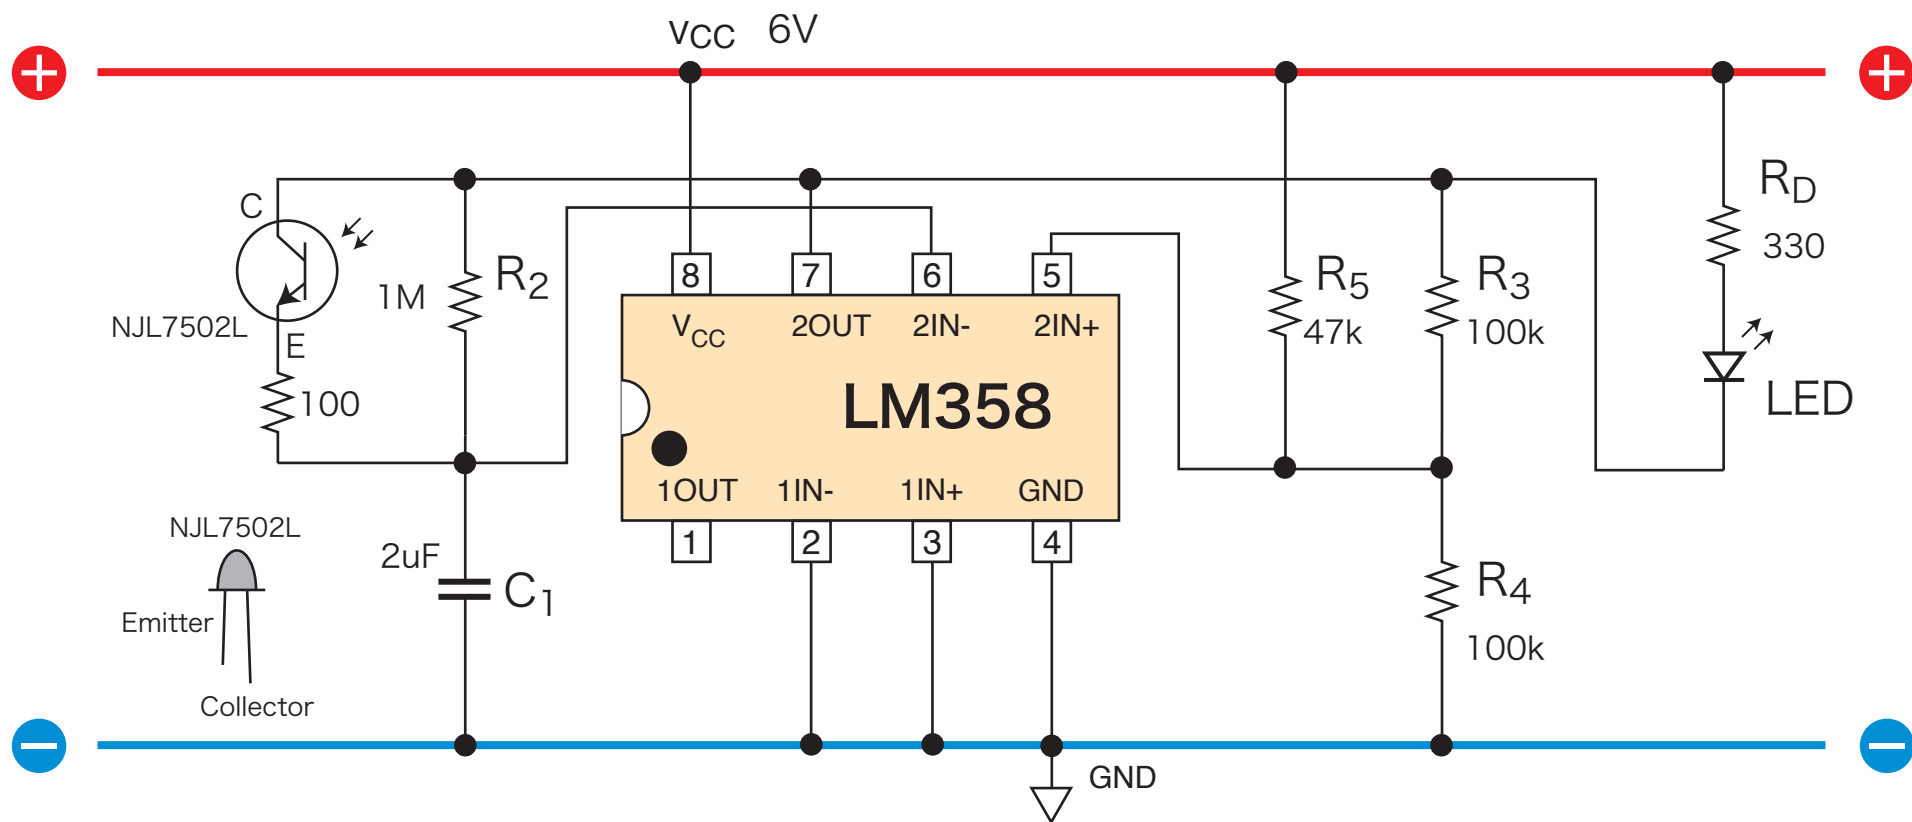 VCC 6V
C
NJL7502L
E
100
1M
R2
8
7
6
5
VCC
2OUT
2IN-
2IN+
LM358
1OUT
1IN-
1IN+
GND
1
2
3
4
R5
47k
R3
100k
RD
330
LED
NJL7502L
Emitter
Collector
2uF
C1
R4
100k
GND